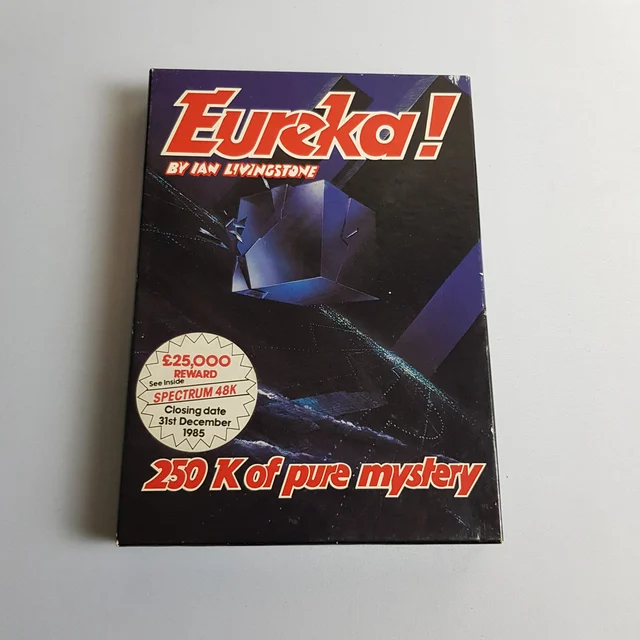 Eureka!
BY IAN LIVINGSTONE
£25,000
REWARD
See Inside
SPECTRUM 48K
Closing date
31st December
1985
250 K of pure mystery